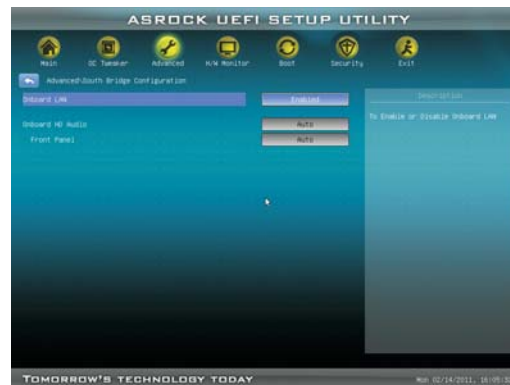 ASROCK UEFI SETUP UTILITY
Main OC Tweaker Advanced H/W Monitor Boot Security Exit
Advanced\South Bridge Configuration
Onboard LAN Enabled
Onboard HD Audio Auto
Front Panel Auto
Description
To Enable or Disable Onboard LAN
TOMORROW'S TECHNOLOGY TODAY
Mon 02/14/2011,